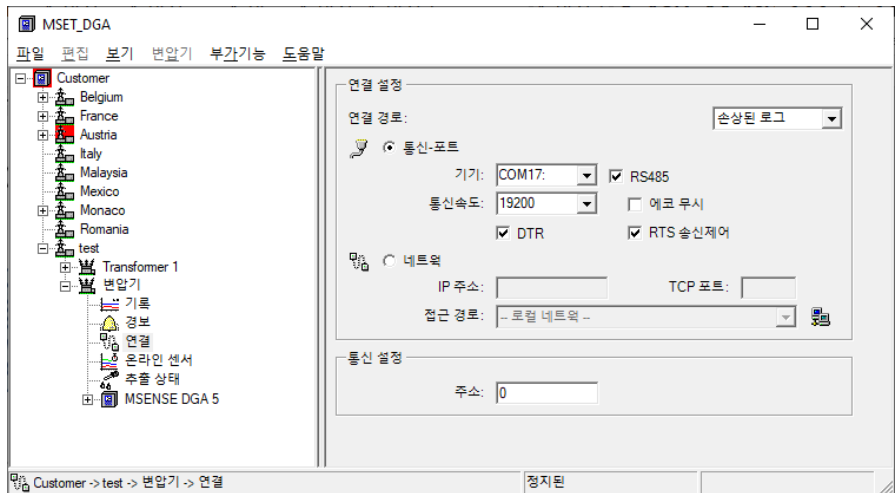 MSET_DGA
파일 편집 보기 변압기 부가기능 도움말
Customer
Belgium
France
Austria
Italy
Malaysia
Mexico
Monaco
Romania
test
Transformer 1
변압기
기록
경보
연결
온라인 센서
추출 상태
MSENSE DGA 5
연결 설정
연결 경로: 손상된 로그
통신-포트
기기: COM17: RS485
통신속도: 19200 에코 무시
DTR RTS 송신제어
네트웍
IP 주소: TCP 포트:
접근 경로: -- 로컬 네트웍 --
통신 설정
주소: 0
Customer -> test -> 변압기 -> 연결 정지된